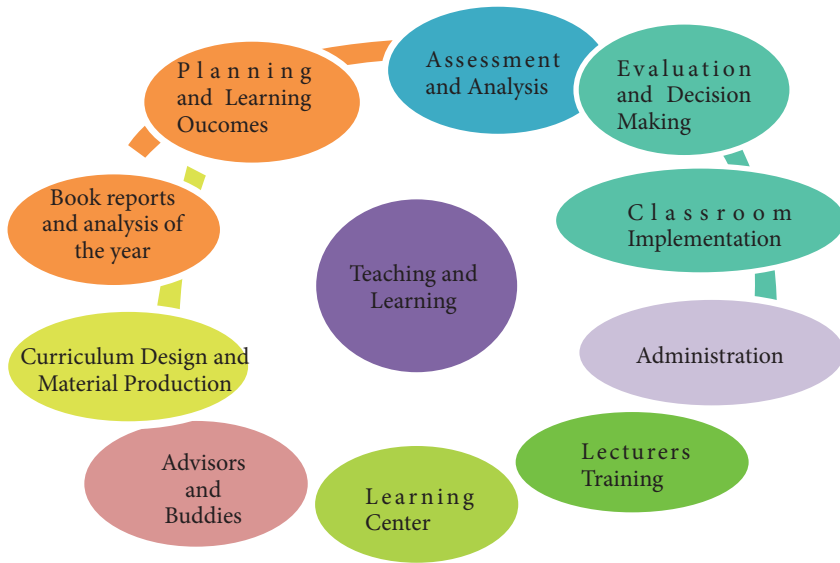 Assessment
and Analysis
Evaluation
and Decision
Making
Classroom
Implementation
Administration
Lecturers
Training
Learning
Center
Advisors
and
Buddies
Curriculum Design and
Material Production
Book reports
and analysis of
the year
Planning
and Learning
Oucomes
Teaching and
Learning